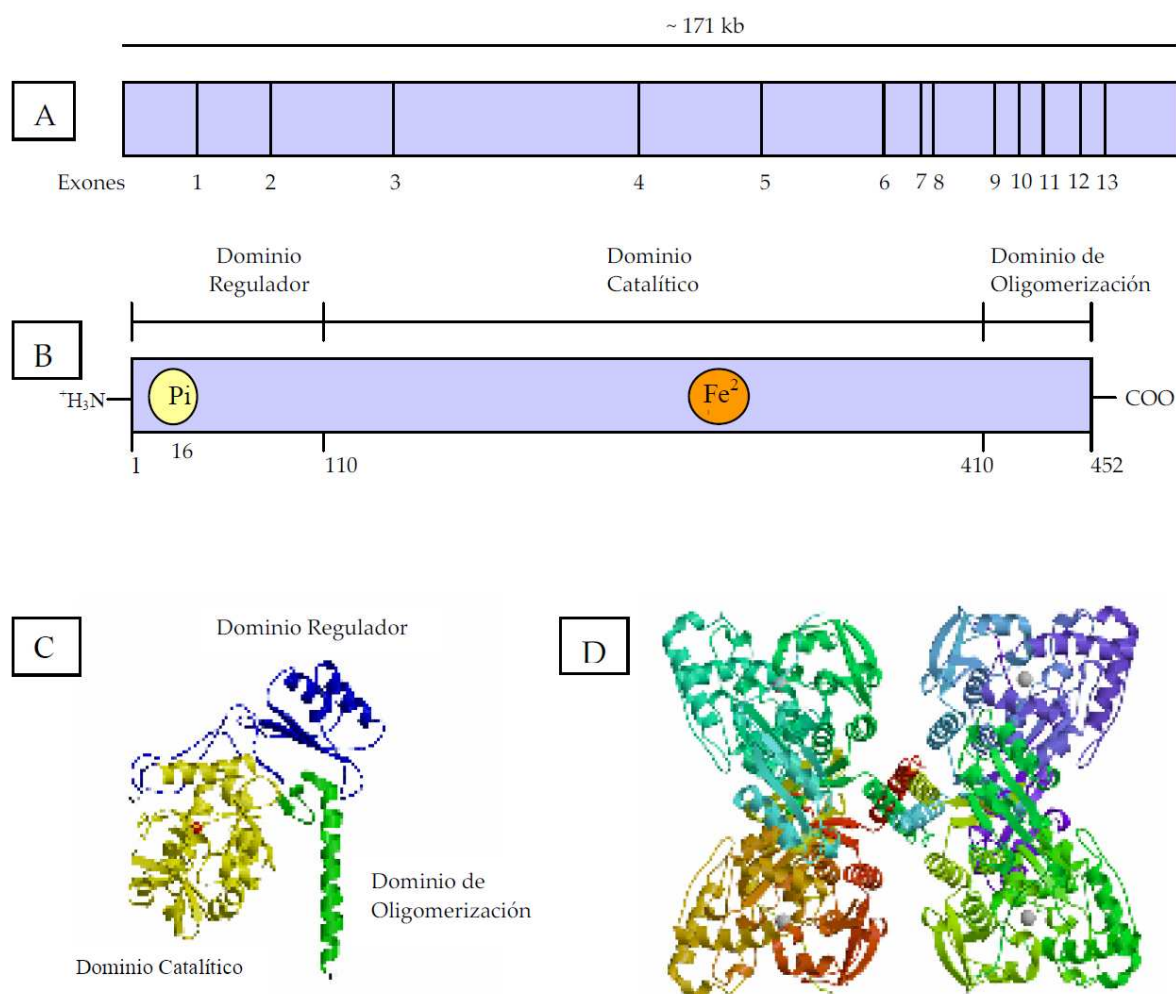 ~ 171 kb
A
Exones 1 2 3 4 5 6 7 8 9 10 11 12 13
Dominio Regulador
Dominio Catalítico
Dominio de Oligomerización
B
⁺H₃N
Pi
Fe²
COO
1 16 110 410 452
C
Dominio Regulador
Dominio de Oligomerización
Dominio Catalítico
D